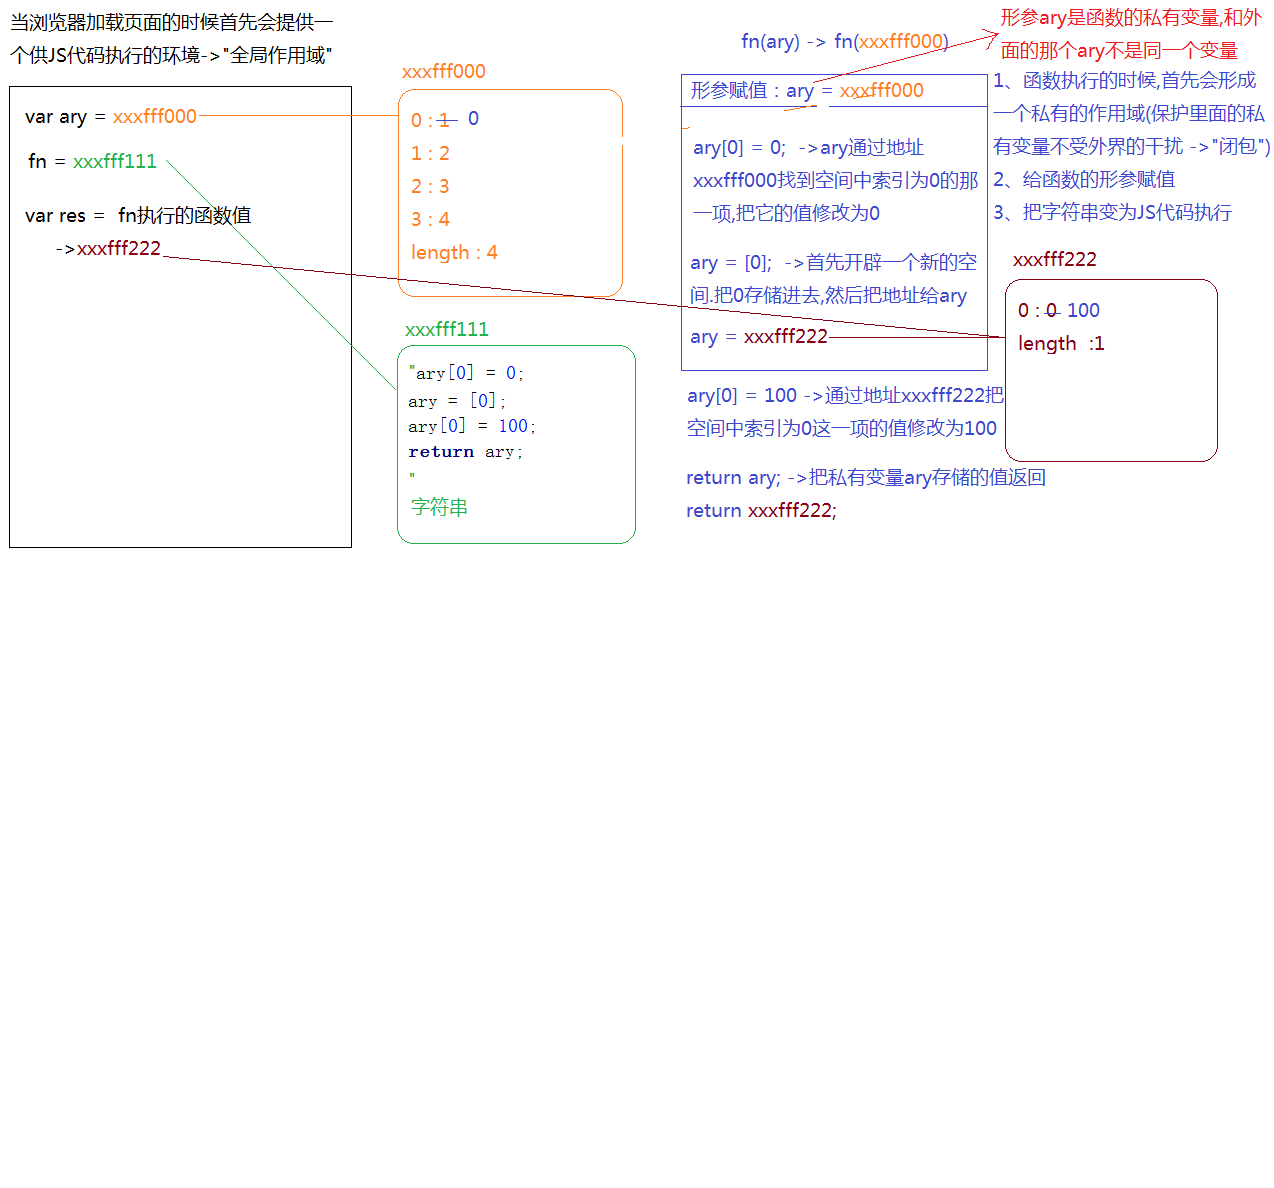 当浏览器加载页面的时候首先会提供一
个供JS代码执行的环境->"全局作用域"
var ary = xxxfff000
fn = xxxfff111
var res = fn执行的函数值
->xxxfff222
xxxfff000
0 : 1 0
1 : 2
2 : 3
3 : 4
length : 4
xxxfff111
"ary[0] = 0;
ary = [0];
ary[0] = 100;
return ary;
"
字符串
fn(ary) -> fn(xxxfff000)
形参赋值 : ary = xxxfff000
ary[0] = 0; ->ary通过地址
xxxfff000找到空间中索引为0的那
一项,把它的值修改为0
ary = [0]; ->首先开辟一个新的空
间.把0存储进去,然后把地址给ary
ary = xxxfff222
ary[0] = 100 ->通过地址xxxfff222把
空间中索引为0这一项的值修改为100
return ary; ->把私有变量ary存储的值返回
return xxxfff222;
形参ary是函数的私有变量,和外
面的那个ary不是同一个变量
1、函数执行的时候,首先会形成
一个私有的作用域(保护里面的私
有变量不受外界的干扰 ->"闭包")
2、给函数的形参赋值
3、把字符串变为JS代码执行
xxxfff222
0 : 0 100
length :1